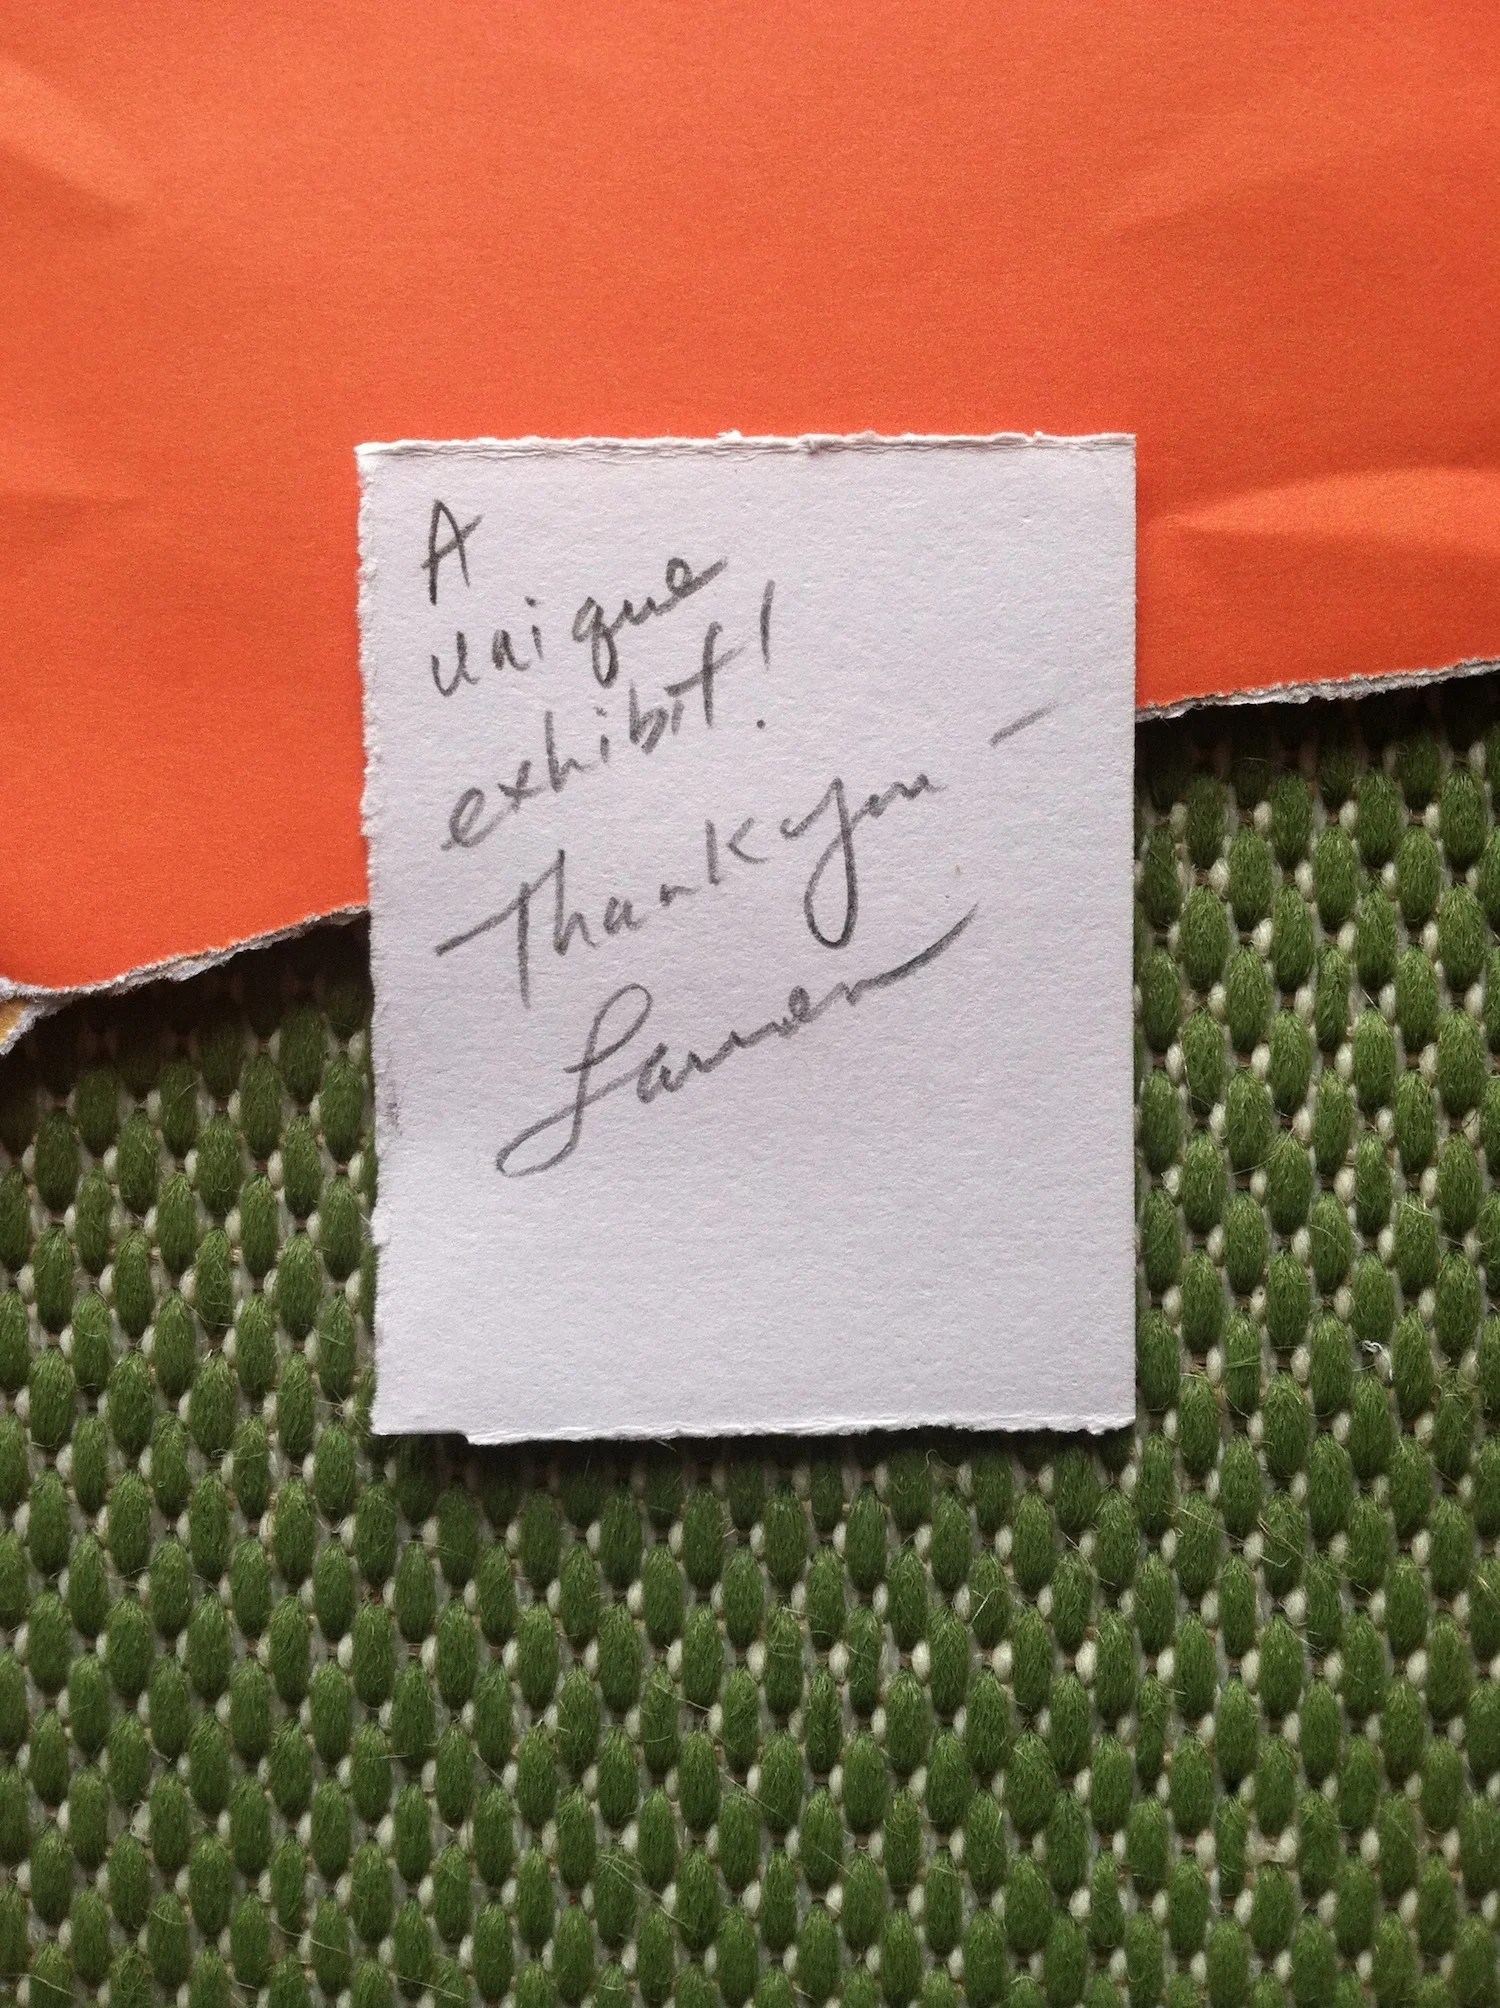 A
unique
exhibit!
Thank you –
Lauren